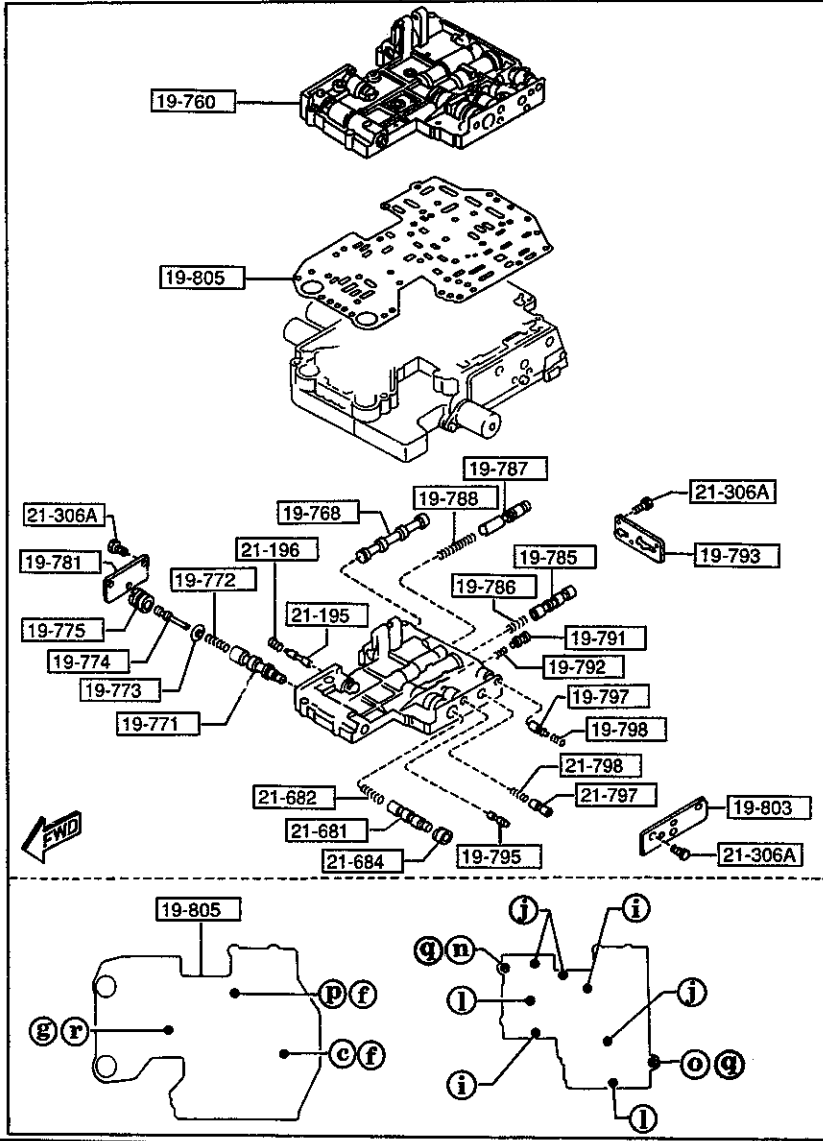 19-760
19-805
19-787
19-788
19-768
21-306A
21-306A
21-196
19-781
19-793
19-785
19-772
19-786
21-195
19-775
19-791
19-774
19-792
19-773
19-797
19-771
19-798
21-798
21-682
21-797
19-803
21-681
FWD
19-795
21-684
21-306A
19-805
j
i
q n
p f
l
j
g r
c f
i
o q
l